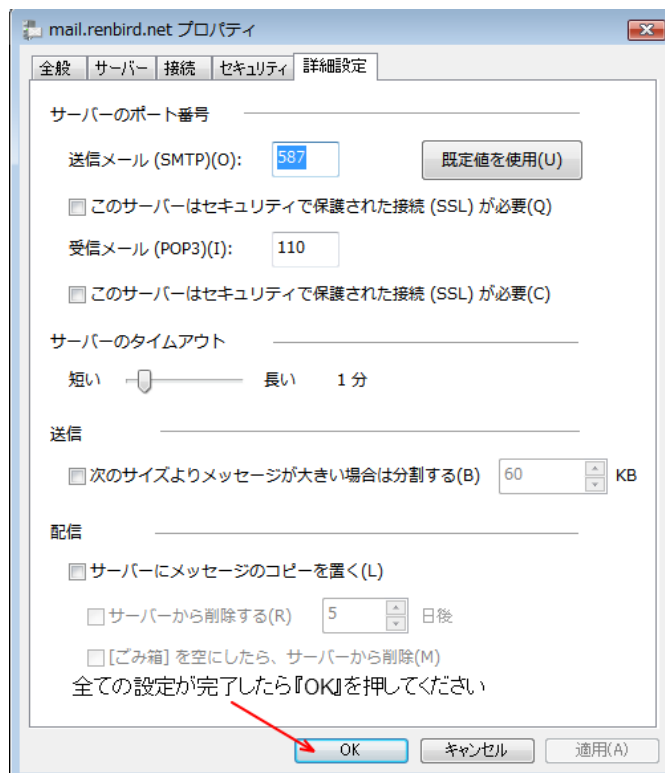 mail.renbird.net プロパティ
全般 サーバー 接続 セキュリティ 詳細設定
サーバーのポート番号
送信メール (SMTP)(O): 587 既定値を使用(U)
このサーバーはセキュリティで保護された接続 (SSL) が必要(Q)
受信メール (POP3)(I): 110
このサーバーはセキュリティで保護された接続 (SSL) が必要(C)
サーバーのタイムアウト
短い 長い 1 分
送信
次のサイズよりメッセージが大きい場合は分割する(B) 60 KB
配信
サーバーにメッセージのコピーを置く(L)
サーバーから削除する(R) 5 日後
[ごみ箱] を空にしたら、サーバーから削除(M)
全ての設定が完了したら『OK』を押してください
OK キャンセル 適用(A)